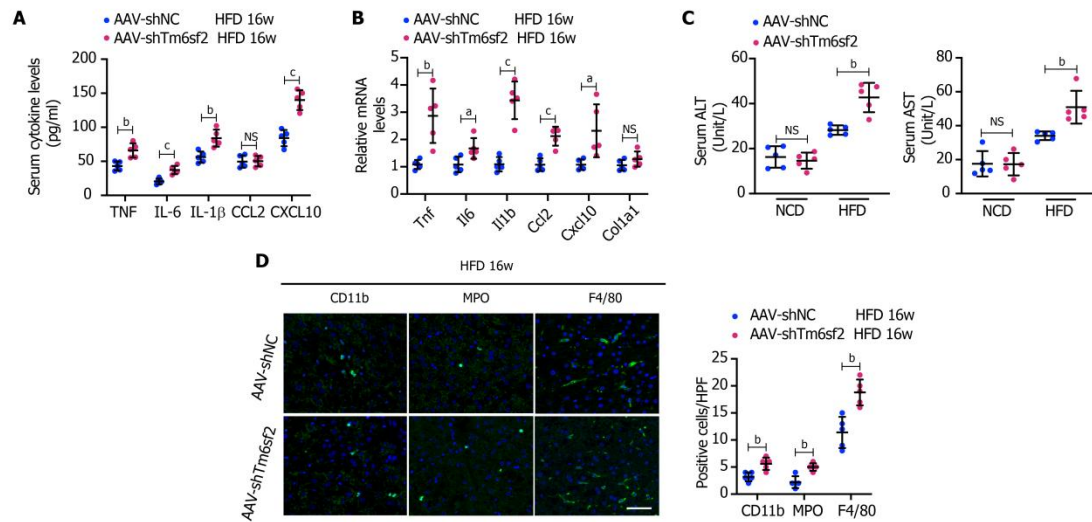 A
AAV-shNC HFD 16w
AAV-shTm6sf2 HFD 16w
Serum cytokine levels
(pg/ml)
200
150
100
50
0
b
c
b
NS
c
TNF IL-6 IL-1β CCL2 CXCL10
B
AAV-shNC HFD 16w
AAV-shTm6sf2 HFD 16w
Relative mRNA
levels
5
4
3
2
1
0
b
a
c
c
a
NS
Tnf Il6 Il1b Ccl2 Cxcl10 Col1a1
C
AAV-shNC
AAV-shTm6sf2
Serum ALT
(Unit/L)
60
40
20
0
NS
b
NCD HFD
Serum AST
(Unit/L)
80
60
40
20
0
NS
b
NCD HFD
D
HFD 16w
CD11b MPO F4/80
AAV-shNC
AAV-shTm6sf2
AAV-shNC HFD 16w
AAV-shTm6sf2 HFD 16w
Positive cells/HPF
25
20
15
10
5
0
b
b
b
CD11b MPO F4/80